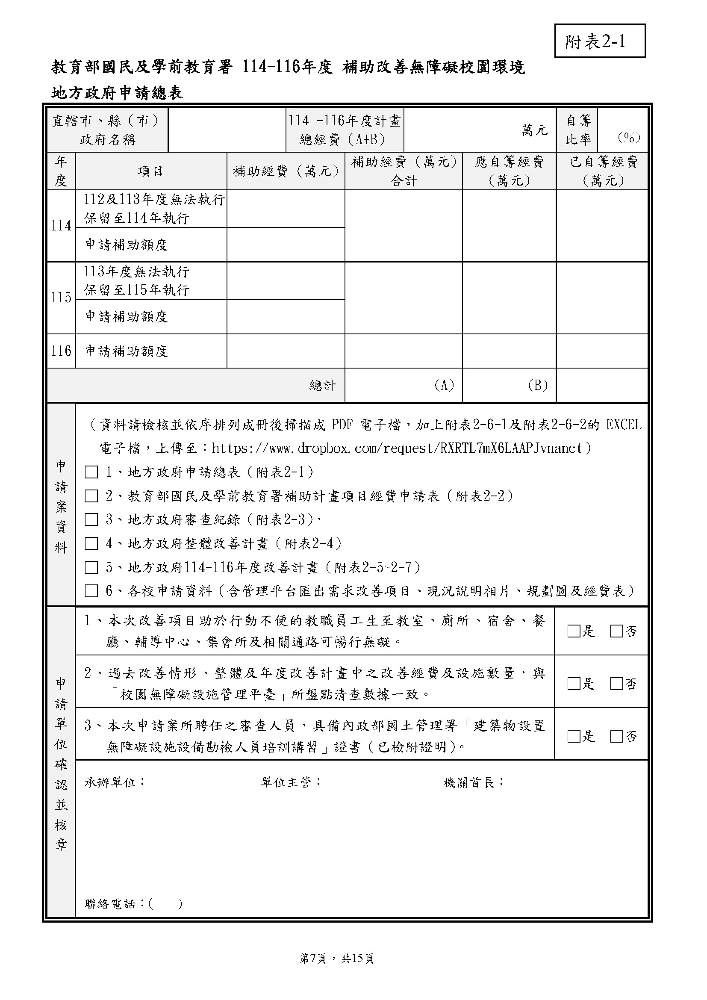 附表2-1
教育部國民及學前教育署 114-116年度 補助改善無障礙校園環境
地方政府申請總表
直轄市、縣（市）
政府名稱
114 -116年度計畫
總經費（A+B）
萬元
自籌
比率
（%）
年
度
項目
補助經費（萬元）
補助經費（萬元）
合計
應自籌經費
（萬元）
已自籌經費
（萬元）
114
112及113年度無法執行
保留至114年執行
申請補助額度
115
113年度無法執行
保留至115年執行
申請補助額度
116
申請補助額度
總計
（A）
（B）
申
請
案
資
料
（資料請檢核並依序排列成冊後掃描成 PDF 電子檔，加上附表2-6-1及附表2-6-2的 EXCEL
電子檔，上傳至：https://www.dropbox.com/request/RXRTL7mX6LAAPJvnanct）
□ 1、地方政府申請總表（附表2-1）
□ 2、教育部國民及學前教育署補助計畫項目經費申請表（附表2-2）
□ 3、地方政府審查紀錄（附表2-3），
□ 4、地方政府整體改善計畫（附表2-4）
□ 5、地方政府114-116年度改善計畫（附表2-5~2-7）
□ 6、各校申請資料（含管理平台匯出需求改善項目、現況說明相片、規劃圖及經費表）
申
請
單
位
確
認
並
核
章
1、本次改善項目助於行動不便的教職員工生至教室、廁所、宿舍、餐
廳、輔導中心、集會所及相關通路可暢行無礙。
□是 □否
2、過去改善情形、整體及年度改善計畫中之改善經費及設施數量，與
「校園無障礙設施管理平臺」所盤點清查數據一致。
□是 □否
3、本次申請案所聘任之審查人員，具備內政部國土管理署「建築物設置
無障礙設施設備勘檢人員培訓講習」證書（已檢附證明）。
□是 □否
承辦單位： 單位主管： 機關首長：
聯絡電話：( )
第7頁，共15頁